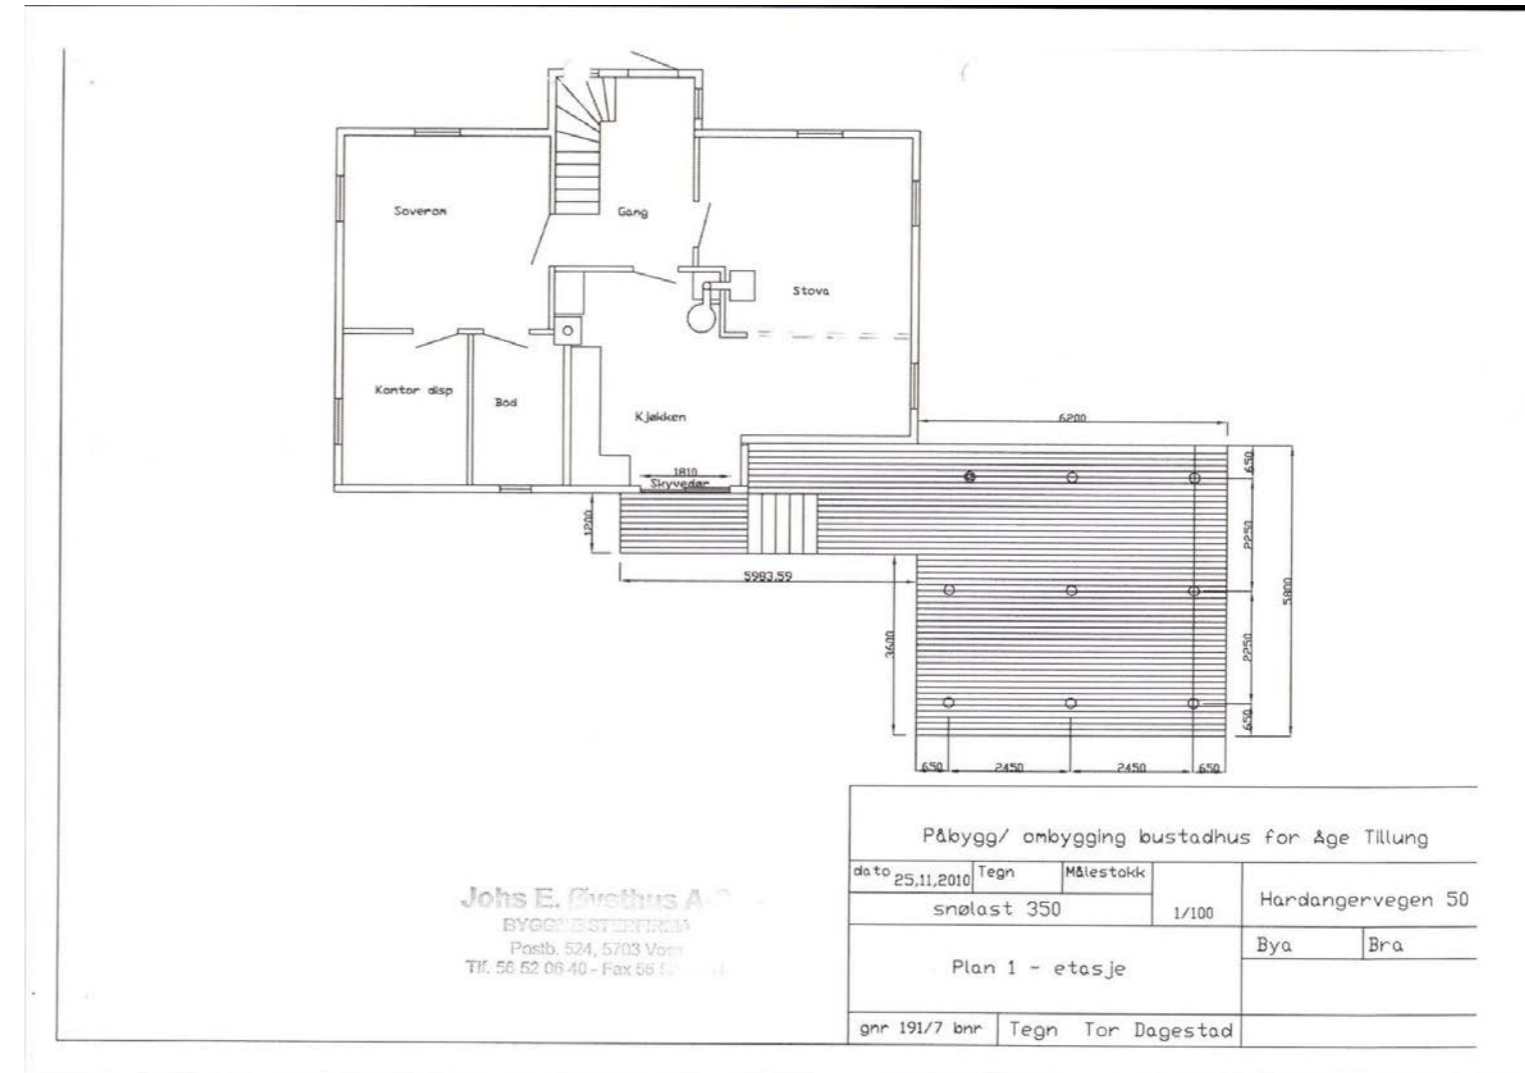 Soverom
Gang
Stova
Kontor disp
Bod
Kjøkken
1810
Skyvedør
6200
650
1200
2250
5983.59
5800
3600
2250
650
650
2450
2450
650
Påbygg/ ombygging bustadhus for Åge Tillung
dato 25,11,2010
Tegn
Målestokk
snølast 350
1/100
Hardangervegen 50
Bya
Bra
Plan 1 - etasje
gnr 191/7 bnr
Tegn Tor Dagestad
Johs E. Øvsthus
BYGGMEISTERFIRMA
Postb. 524, 5703
Tlf. 56 52 06 40 - Fax 56